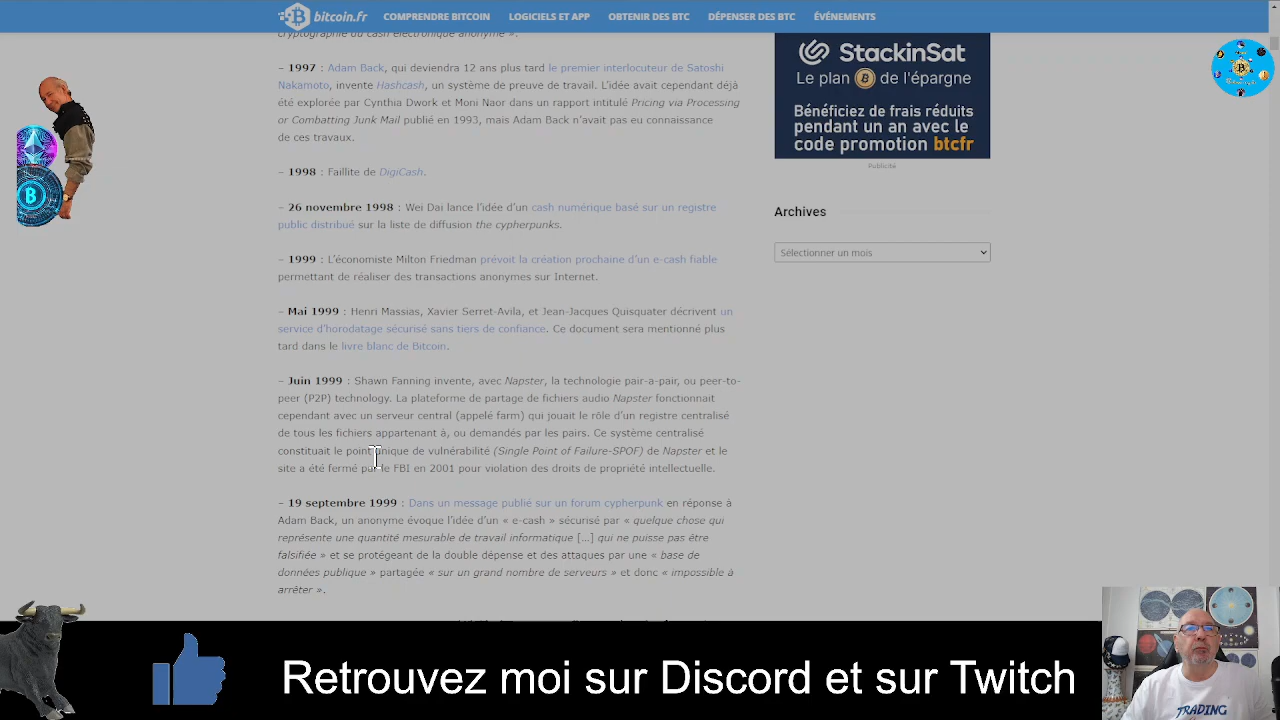 bitcoin.fr COMPRENDRE BITCOIN LOGICIELS ET APP OBTENIR DES BTC DÉPENSER DES BTC ÉVÉNEMENTS
cryptographie ou cash électronique anonyme ».
– 1997 : Adam Back, qui deviendra 12 ans plus tard le premier interlocuteur de Satoshi
Nakamoto, invente Hashcash, un système de preuve de travail. L’idée avait cependant déjà
été explorée par Cynthia Dwork et Moni Naor dans un rapport intitulé Pricing via Processing
or Combatting Junk Mail publié en 1993, mais Adam Back n’avait pas eu connaissance
de ces travaux.
– 1998 : Faillite de DigiCash.
– 26 novembre 1998 : Wei Dai lance l’idée d’un cash numérique basé sur un registre
public distribué sur la liste de diffusion the cypherpunks.
– 1999 : L’économiste Milton Friedman prévoit la création prochaine d’un e-cash fiable
permettant de réaliser des transactions anonymes sur Internet.
– Mai 1999 : Henri Massias, Xavier Serret-Avila, et Jean-Jacques Quisquater décrivent un
service d’horodatage sécurisé sans tiers de confiance. Ce document sera mentionné plus
tard dans le livre blanc de Bitcoin.
– Juin 1999 : Shawn Fanning invente, avec Napster, la technologie pair-a-pair, ou peer-to-
peer (P2P) technology. La plateforme de partage de fichiers audio Napster fonctionnait
cependant avec un serveur central (appelé farm) qui jouait le rôle d’un registre centralisé
de tous les fichiers appartenant à, ou demandés par les pairs. Ce système centralisé
constituait le point unique de vulnérabilité (Single Point of Failure-SPOF) de Napster et le
site a été fermé par le FBI en 2001 pour violation des droits de propriété intellectuelle.
– 19 septembre 1999 : Dans un message publié sur un forum cypherpunk en réponse à
Adam Back, un anonyme évoque l’idée d’un « e-cash » sécurisé par « quelque chose qui
représente une quantité mesurable de travail informatique […] qui ne puisse pas être
falsifiée » et se protégeant de la double dépense et des attaques par une « base de
données publique » partagée « sur un grand nombre de serveurs » et donc « impossible à
arrêter ».
StackinSat
Le plan de l’épargne
Bénéficiez de frais réduits
pendant un an avec le
code promotion btcfr
Publicité
Archives
Sélectionner un mois
Retrouvez moi sur Discord et sur Twitch
TRADING